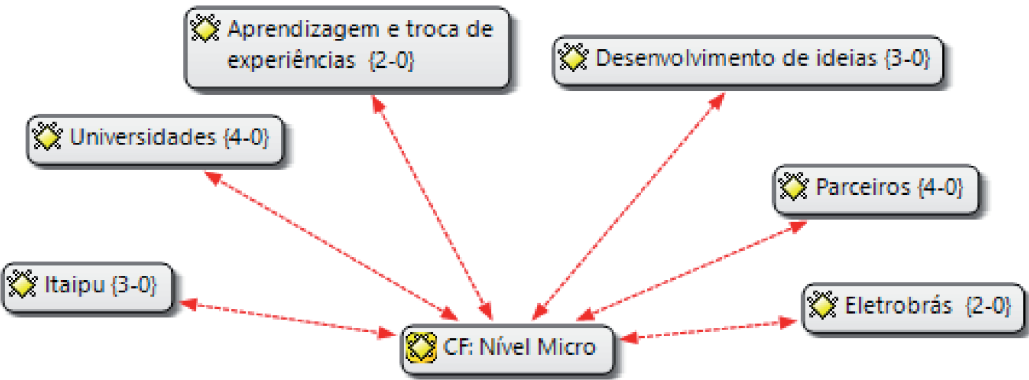 Aprendizagem e troca de
experiências {2-0}
Desenvolvimento de ideias {3-0}
Universidades {4-0}
Parceiros {4-0}
Itaipu {3-0}
Eletrobrás {2-0}
CF: Nível Micro